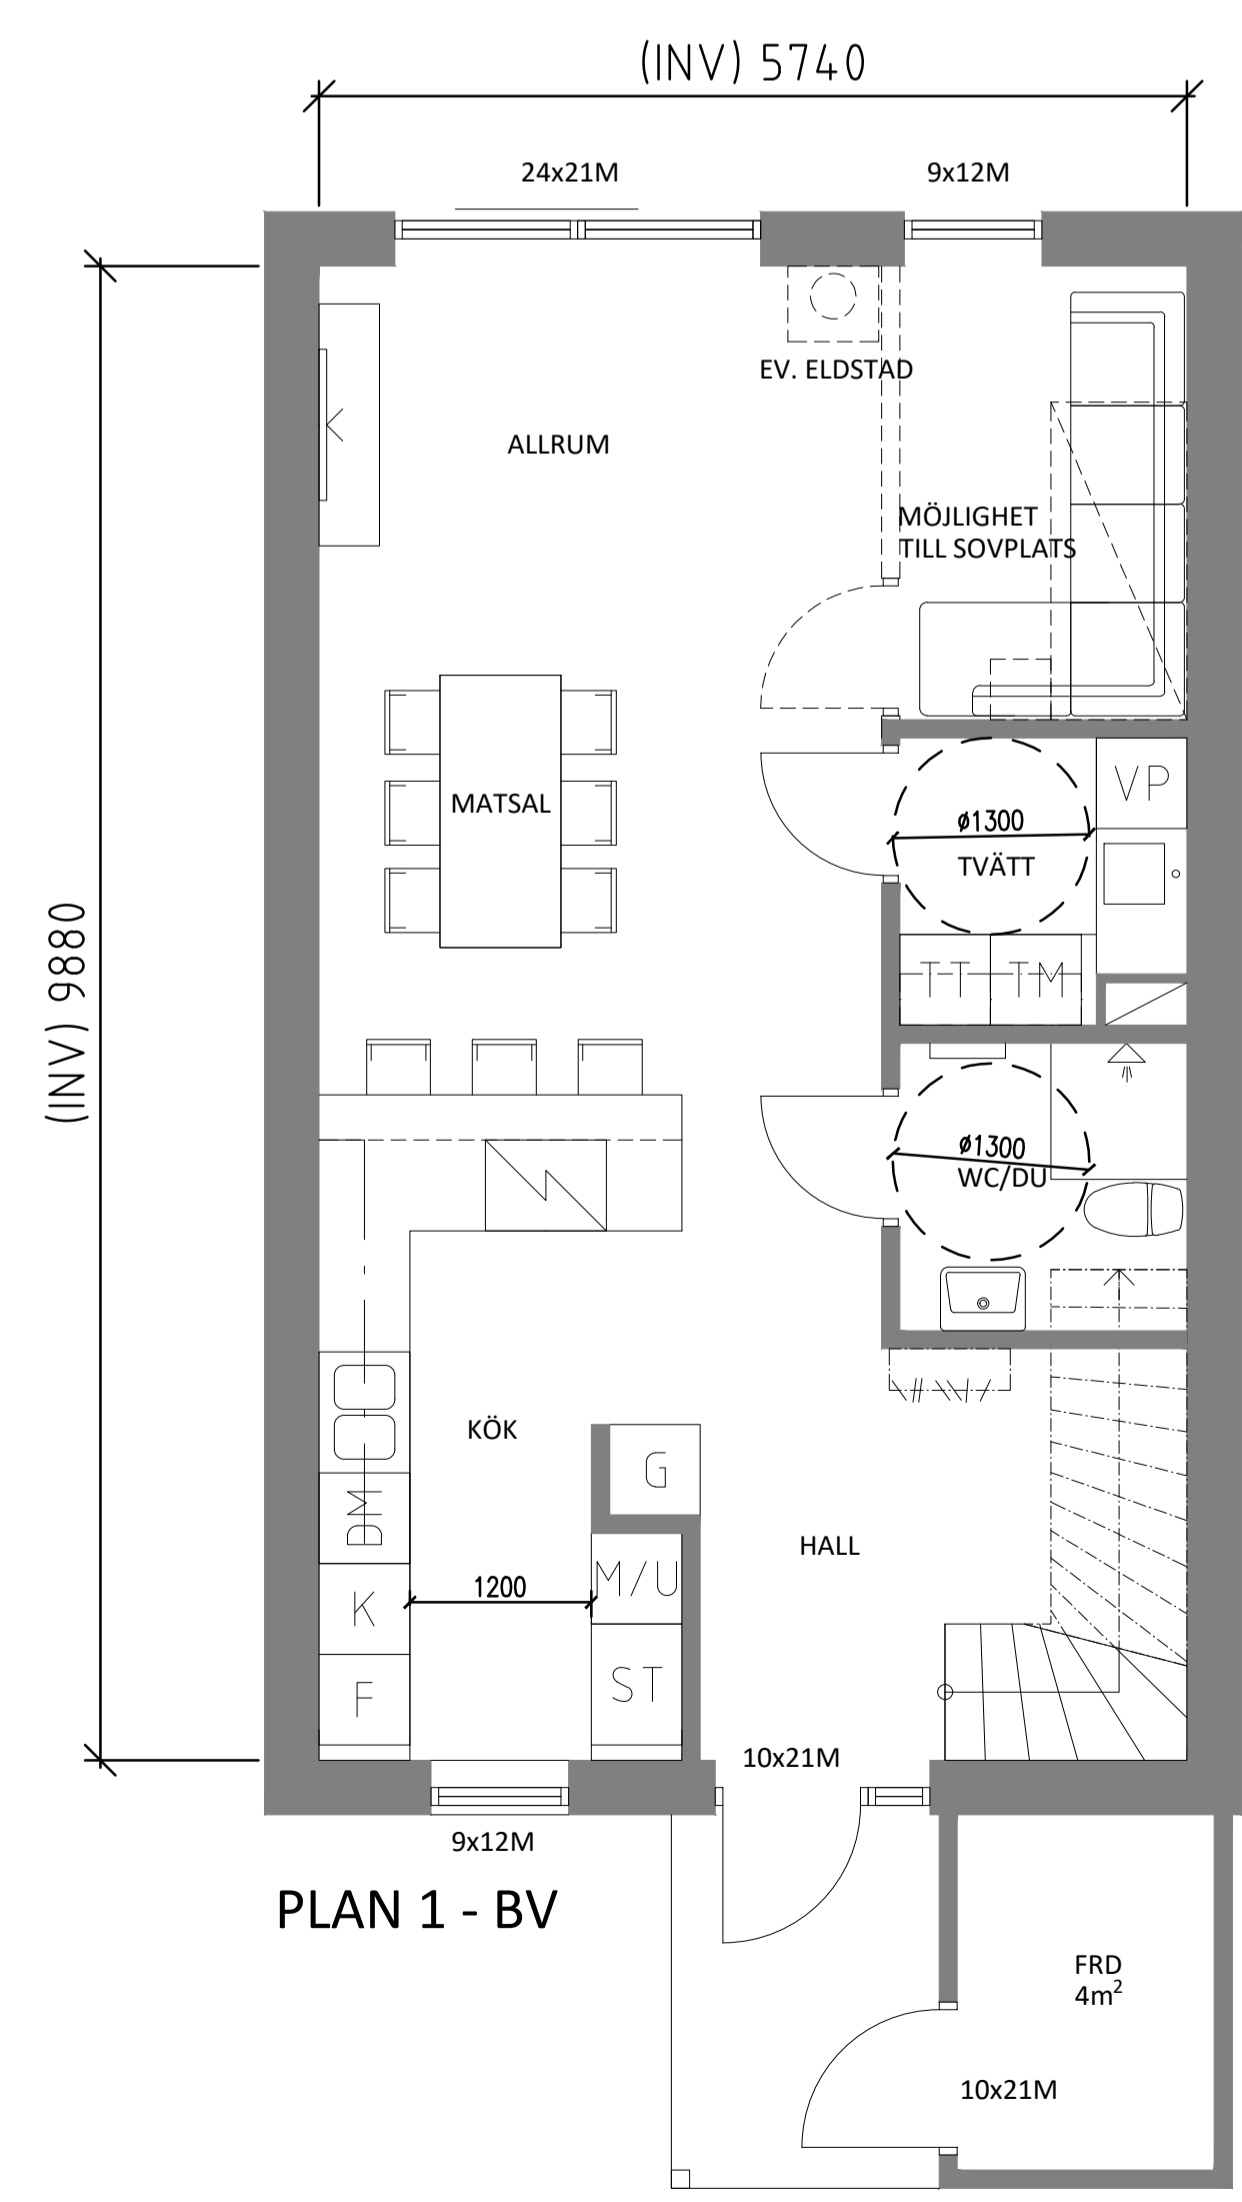 (INV) 5740
24x21M
9x12M
EV. ELDSTAD
ALLRUM
MÖJLIGHET
TILL SOVPLATS
(INV) 9880
MATSAL
VP
ø1300
TVÄTT
TT
TM
ø1300
WC/DU
KÖK
G
DM
HALL
M/U
1200
K
ST
F
10x21M
9x12M
PLAN 1 - BV
FRD
4m²
10x21M